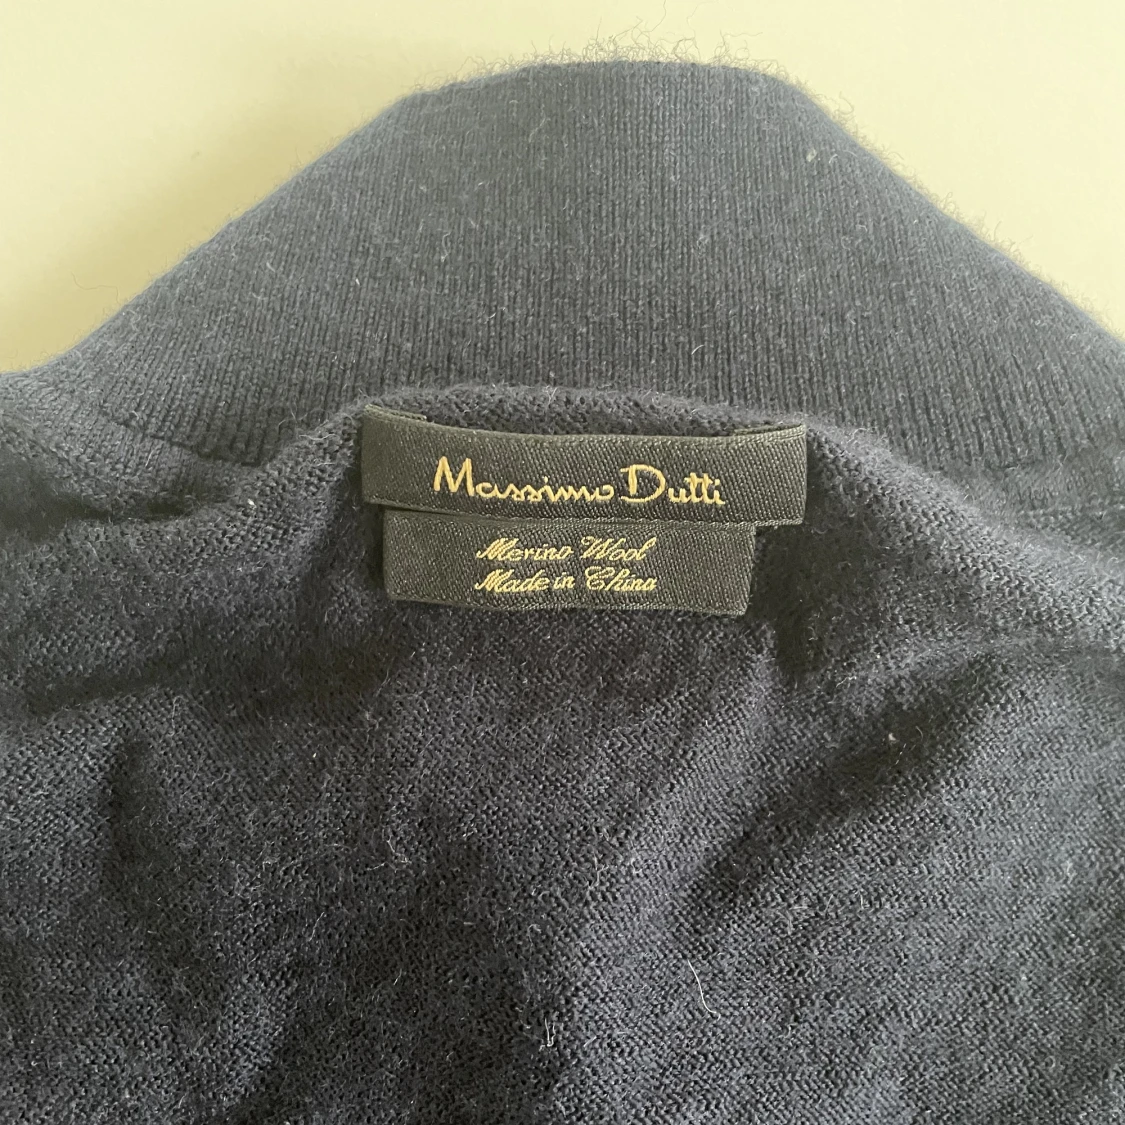 Massimo Dutti
Merino Wool
Made in China